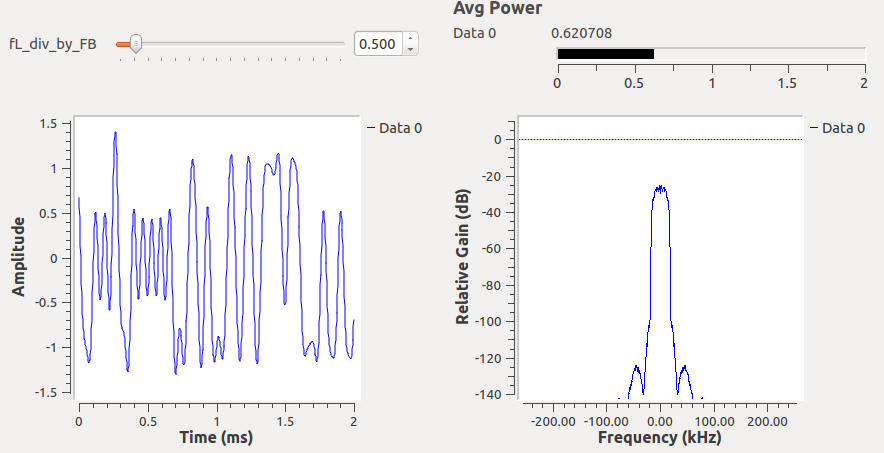 Avg Power
fL_div_by_FB 0.500
Data 0 0.620708
0 0.5 1 1.5 2
1.5
1
0.5
0
-0.5
-1
-1.5
Amplitude
Data 0
0 0.5 1 1.5 2
Time (ms)
0
-20
-40
-60
-80
-100
-120
-140
Relative Gain (dB)
Data 0
-200.00 -100.00 0.00 100.00 200.00
Frequency (kHz)